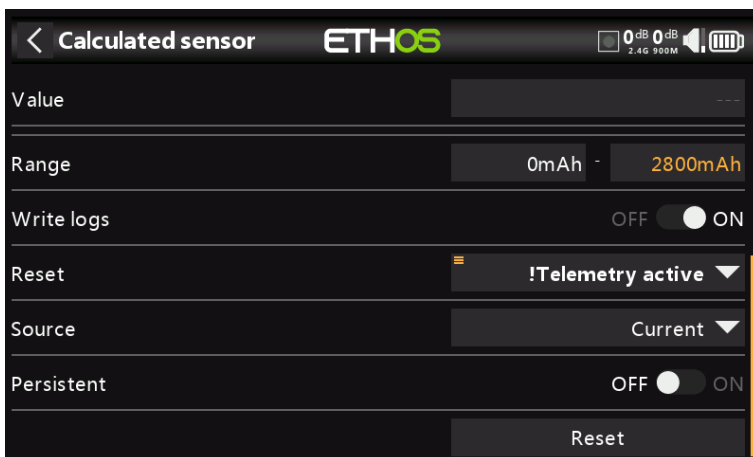 Calculated sensor ETHOS 0dB 0dB
2.4G 900M
Value ---
Range 0mAh - 2800mAh
Write logs OFF ON
Reset !Telemetry active
Source Current
Persistent OFF ON
Reset